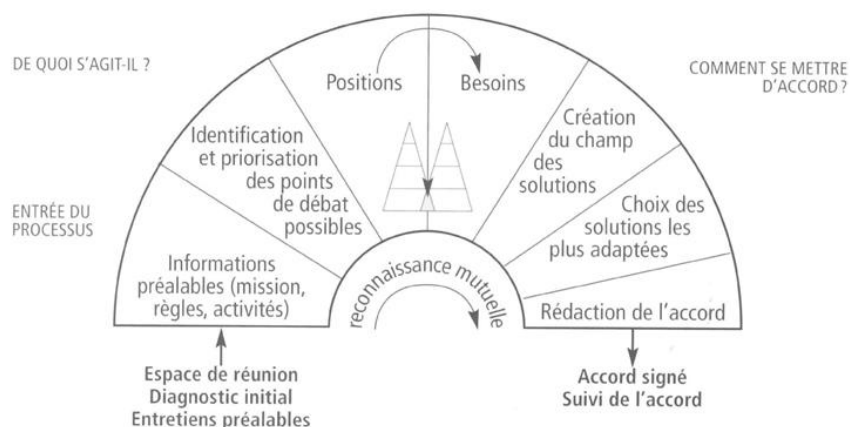 DE QUOI S'AGIT-IL ?
Positions
Besoins
COMMENT SE METTRE
D'ACCORD ?
Identification
et priorisation
des points
de débat
possibles
Création
du champ
des
solutions
ENTRÉE DU
PROCESSUS
Choix des
solutions les
plus adaptées
Informations
préalables (mission,
règles, activités)
reconnaissance mutuelle
Rédaction de l'accord
Espace de réunion
Diagnostic initial
Entretiens préalables
Accord signé
Suivi de l'accord